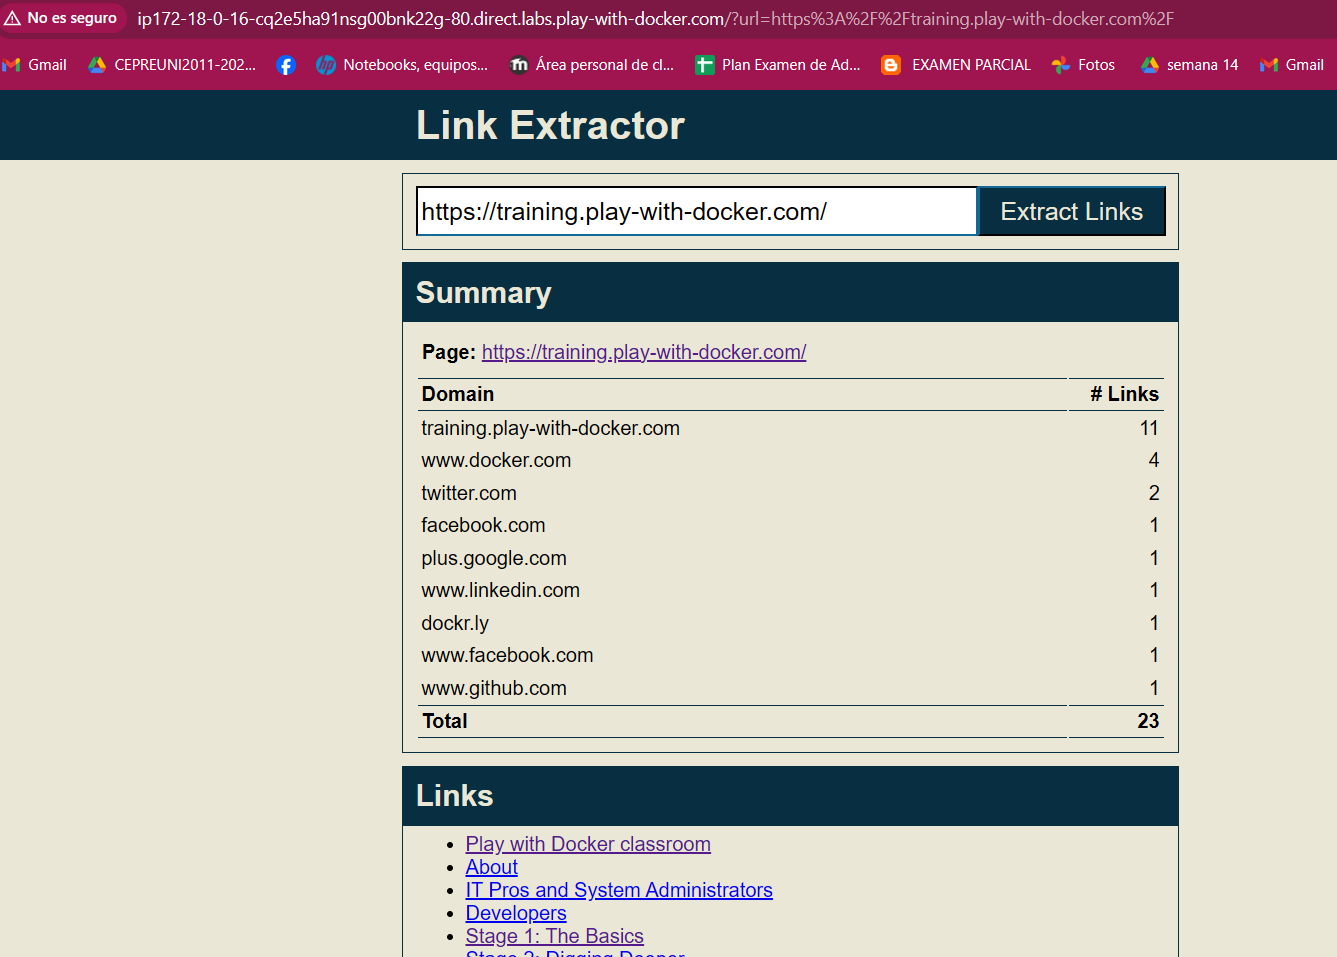 No es seguro ip172-18-0-16-cq2e5ha91nsg00bnk22g-80.direct.labs.play-with-docker.com/?url=https%3A%2F%2Ftraining.play-with-docker.com%2F
Gmail CEPREUNI2011-202... Notebooks, equipos... Área personal de cl... Plan Examen de Ad... EXAMEN PARCIAL Fotos semana 14 Gmail
Link Extractor
https://training.play-with-docker.com/ Extract Links
Summary
Page: https://training.play-with-docker.com/
Domain # Links
training.play-with-docker.com 11
www.docker.com 4
twitter.com 2
facebook.com 1
plus.google.com 1
www.linkedin.com 1
dockr.ly 1
www.facebook.com 1
www.github.com 1
Total 23
Links
Play with Docker classroom
About
IT Pros and System Administrators
Developers
Stage 1: The Basics
Stage 2: Digging Deeper